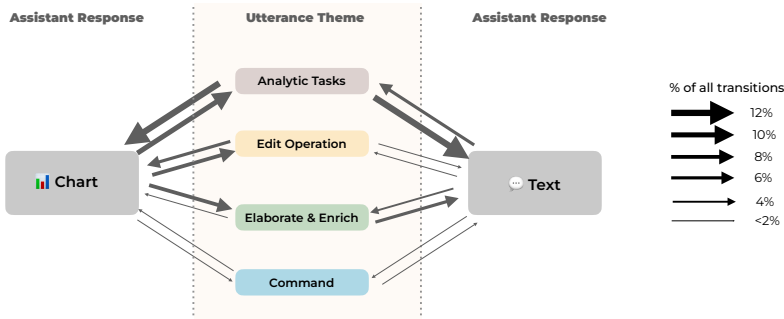 Assistant Response
Utterance Theme
Assistant Response
Analytic Tasks
Edit Operation
Chart
Text
Elaborate & Enrich
Command
% of all transitions
12%
10%
8%
6%
4%
<2%